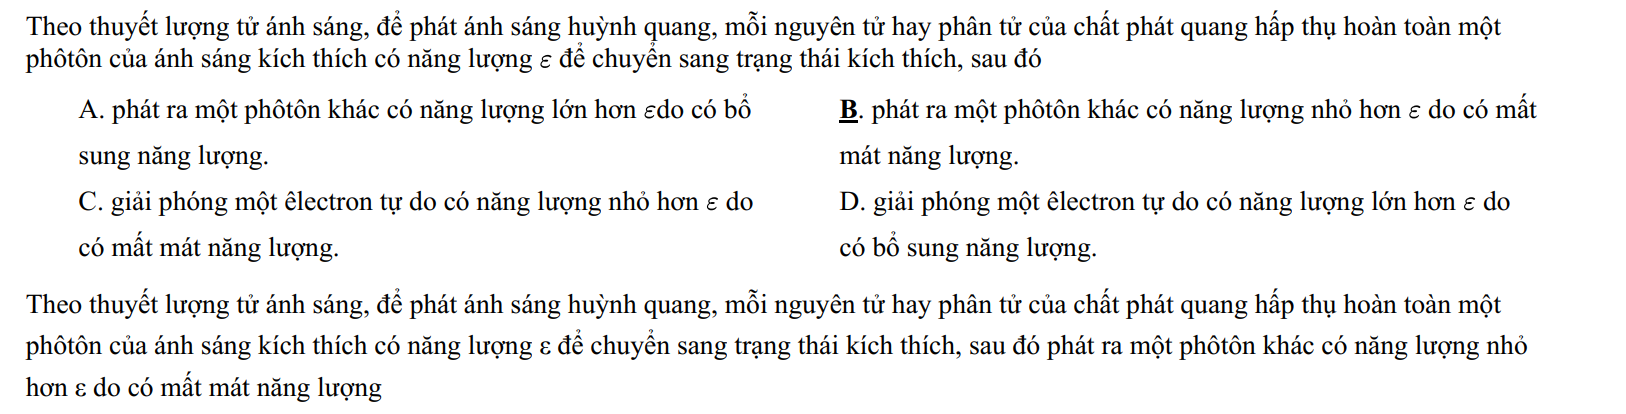 Theo thuyết lượng tử ánh sáng, để phát ánh sáng huỳnh quang, mỗi nguyên tử hay phân tử của chất phát quang hấp thụ hoàn toàn một
phôtôn của ánh sáng kích thích có năng lượng ε để chuyển sang trạng thái kích thích, sau đó
A. phát ra một phôtôn khác có năng lượng lớn hơn εdo có bổ
sung năng lượng.
B. phát ra một phôtôn khác có năng lượng nhỏ hơn ε do có mất
mát năng lượng.
C. giải phóng một êlectron tự do có năng lượng nhỏ hơn ε do
có mất mát năng lượng.
D. giải phóng một êlectron tự do có năng lượng lớn hơn ε do
có bổ sung năng lượng.
Theo thuyết lượng tử ánh sáng, để phát ánh sáng huỳnh quang, mỗi nguyên tử hay phân tử của chất phát quang hấp thụ hoàn toàn một
phôtôn của ánh sáng kích thích có năng lượng ε để chuyển sang trạng thái kích thích, sau đó phát ra một phôtôn khác có năng lượng nhỏ
hơn ε do có mất mát năng lượng